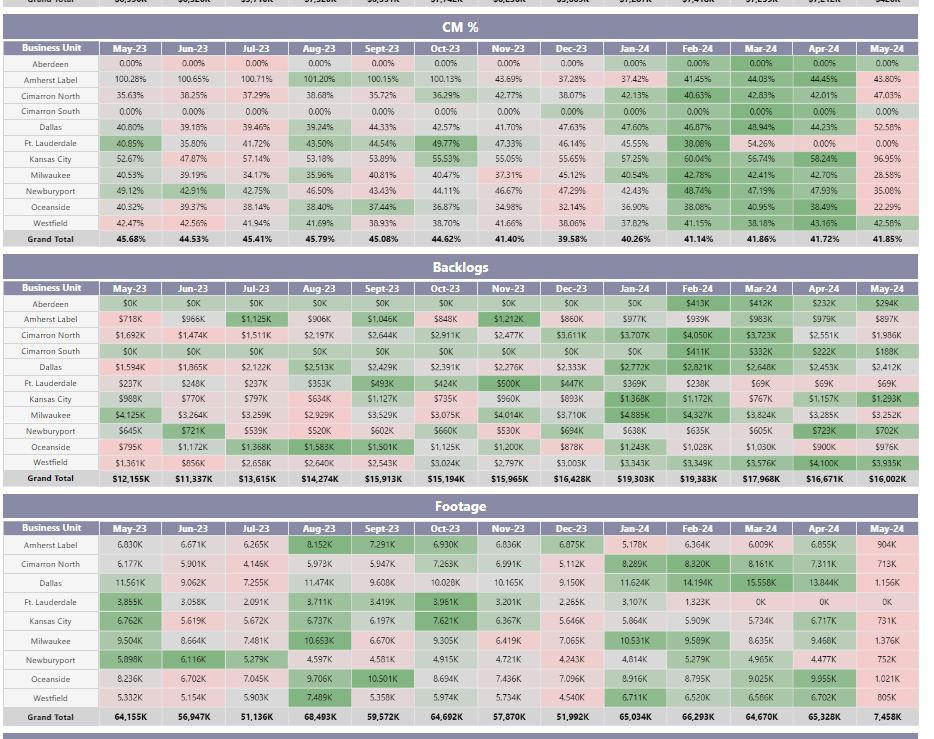 CM %
Business Unit May-23 Jun-23 Jul-23 Aug-23 Sept-23 Oct-23 Nov-23 Dec-23 Jan-24 Feb-24 Mar-24 Apr-24 May-24
Aberdeen 0.00% 0.00% 0.00% 0.00% 0.00% 0.00% 0.00% 0.00% 0.00% 0.00% 0.00% 0.00% 0.00%
Amherst Label 100.28% 100.65% 100.71% 101.20% 100.15% 100.13% 43.69% 37.28% 37.42% 41.45% 44.03% 44.45% 43.80%
Cimarron North 35.63% 38.25% 37.29% 38.68% 35.72% 36.29% 42.77% 38.07% 42.13% 40.63% 42.83% 42.01% 47.03%
Cimarron South 0.00% 0.00% 0.00% 0.00% 0.00% 0.00% 0.00% 0.00% 0.00% 0.00% 0.00% 0.00% 0.00%
Dallas 40.80% 39.18% 39.46% 39.24% 44.33% 42.57% 41.70% 47.63% 47.60% 46.87% 48.94% 44.23% 52.58%
Ft. Lauderdale 40.85% 35.80% 41.72% 43.50% 44.54% 49.77% 47.33% 46.14% 45.55% 38.08% 54.26% 0.00% 0.00%
Kansas City 52.67% 47.87% 57.14% 53.18% 53.89% 55.53% 55.05% 55.65% 57.25% 60.04% 56.74% 58.24% 96.95%
Milwaukee 40.53% 39.19% 34.17% 35.96% 40.81% 40.47% 37.31% 45.12% 40.54% 42.78% 42.41% 42.70% 28.58%
Newburyport 49.12% 42.91% 42.75% 46.50% 43.43% 44.11% 46.67% 47.29% 42.43% 48.74% 47.19% 47.93% 35.08%
Oceanside 40.32% 39.37% 38.14% 38.40% 37.44% 36.87% 34.98% 32.14% 36.90% 38.08% 40.95% 38.49% 22.29%
Westfield 42.47% 42.56% 41.94% 41.69% 38.93% 38.70% 41.66% 38.06% 37.82% 41.15% 38.18% 43.16% 42.58%
Grand Total 45.68% 44.53% 45.41% 45.79% 45.08% 44.62% 41.40% 39.58% 40.26% 41.14% 41.86% 41.72% 41.85%
Backlogs
Business Unit May-23 Jun-23 Jul-23 Aug-23 Sept-23 Oct-23 Nov-23 Dec-23 Jan-24 Feb-24 Mar-24 Apr-24 May-24
Aberdeen $0K $0K $0K $0K $0K $0K $0K $0K $0K $413K $412K $232K $294K
Amherst Label $718K $966K $1,125K $906K $1,046K $848K $1,212K $860K $977K $939K $983K $979K $897K
Cimarron North $1,692K $1,474K $1,511K $2,197K $2,644K $2,911K $2,477K $3,611K $3,707K $4,050K $3,723K $2,551K $1,986K
Cimarron South $0K $0K $0K $0K $0K $0K $0K $0K $0K $411K $332K $222K $188K
Dallas $1,594K $1,865K $2,122K $2,513K $2,429K $2,391K $2,276K $2,333K $2,772K $2,821K $2,648K $2,453K $2,412K
Ft. Lauderdale $237K $248K $237K $353K $493K $424K $500K $447K $369K $238K $69K $69K $69K
Kansas City $988K $770K $797K $634K $1,127K $735K $960K $893K $1,368K $1,172K $767K $1,157K $1,293K
Milwaukee $4,125K $3,264K $3,259K $2,929K $3,529K $3,075K $4,014K $3,710K $4,885K $4,327K $3,824K $3,285K $3,252K
Newburyport $645K $721K $539K $520K $602K $660K $530K $694K $638K $635K $605K $723K $702K
Oceanside $795K $1,172K $1,368K $1,583K $1,501K $1,125K $1,200K $878K $1,243K $1,028K $1,030K $900K $976K
Westfield $1,361K $856K $2,658K $2,640K $2,543K $3,024K $2,797K $3,003K $3,343K $3,349K $3,576K $4,100K $3,935K
Grand Total $12,155K $11,337K $13,615K $14,274K $15,913K $15,194K $15,965K $16,428K $19,303K $19,383K $17,968K $16,671K $16,002K
Footage
Business Unit May-23 Jun-23 Jul-23 Aug-23 Sept-23 Oct-23 Nov-23 Dec-23 Jan-24 Feb-24 Mar-24 Apr-24 May-24
Amherst Label 6,830K 6,671K 6,265K 8,152K 7,291K 6,930K 6,836K 6,875K 5,178K 6,364K 6,009K 6,855K 904K
Cimarron North 6,177K 5,901K 4,146K 5,973K 5,947K 7,263K 6,991K 5,112K 8,289K 8,320K 8,161K 7,311K 713K
Dallas 11,561K 9,062K 7,255K 11,474K 9,608K 10,028K 10,165K 9,150K 11,624K 14,194K 15,558K 13,844K 1,156K
Ft. Lauderdale 3,855K 3,058K 2,091K 3,711K 3,419K 3,961K 3,201K 2,265K 3,107K 1,323K 0K 0K 0K
Kansas City 6,762K 5,619K 5,672K 6,737K 6,197K 7,621K 6,367K 5,646K 5,864K 5,909K 5,734K 6,717K 731K
Milwaukee 9,504K 8,664K 7,481K 10,653K 6,670K 9,305K 6,419K 7,065K 10,531K 9,589K 8,635K 9,468K 1,376K
Newburyport 5,898K 6,116K 5,279K 4,597K 4,581K 4,915K 4,721K 4,243K 4,814K 5,279K 4,965K 4,477K 752K
Oceanside 8,236K 6,702K 7,045K 9,706K 10,501K 8,694K 7,436K 7,096K 8,916K 8,795K 9,025K 9,955K 1,021K
Westfield 5,332K 5,154K 5,903K 7,489K 5,358K 5,974K 5,734K 4,540K 6,711K 6,520K 6,586K 6,702K 805K
Grand Total 64,155K 56,947K 51,136K 68,493K 59,572K 64,692K 57,870K 51,992K 65,034K 66,293K 64,670K 65,328K 7,458K